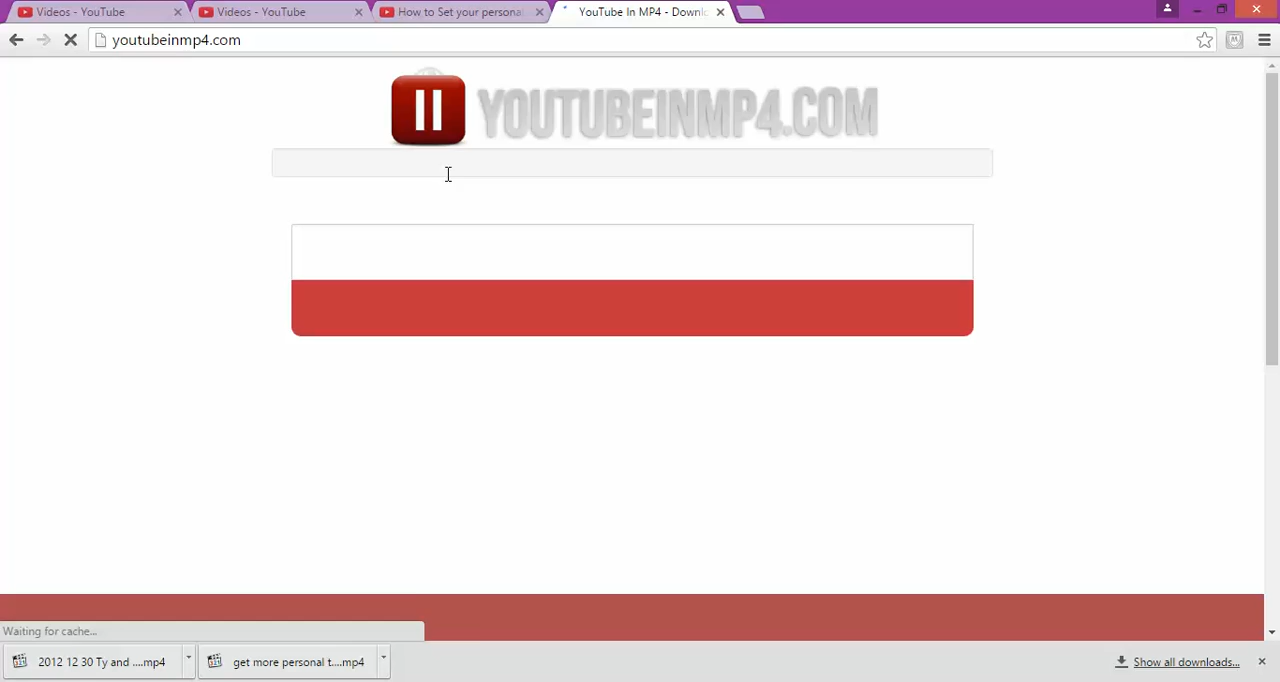 Videos - YouTube
Videos - YouTube
How to Set your personal
YouTube In MP4 - Downlo
youtubeinmp4.com
YOUTUBEINMP4.COM
Waiting for cache...
2012 12 30 Ty and ....mp4
get more personal t....mp4
Show all downloads...